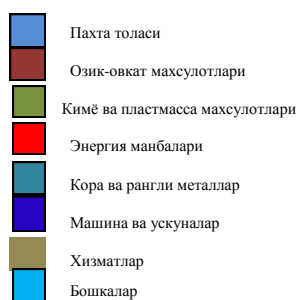 Пахта толаси
Озик-овкат махсулотлари
Кимё ва пластмасса махсулотлари
Энергия манбалари
Кора ва рангли металлар
Машина ва ускуналар
Хизматлар
Бошкалар